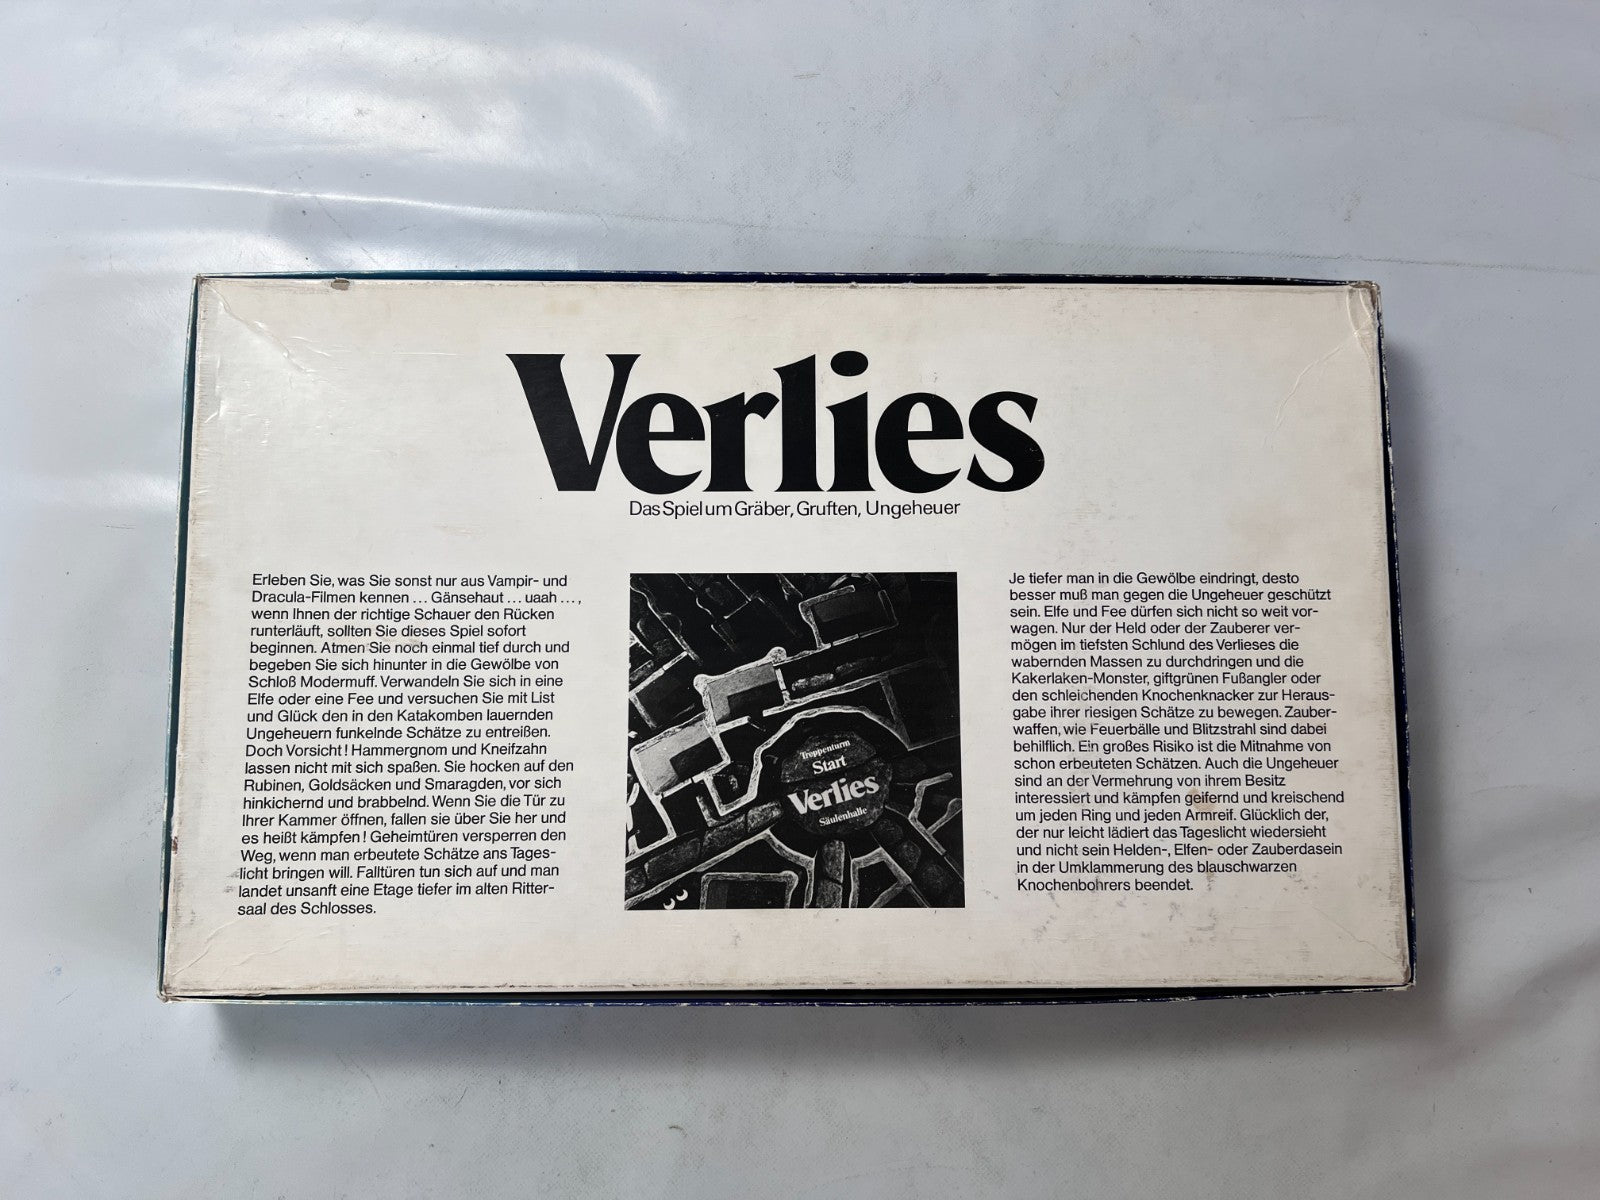 Verlies
Das Spiel um Gräber, Gruften, Ungeheuer
Erleben Sie, was Sie sonst nur aus Vampir- und
Dracula-Filmen kennen ... Gänsehaut ... uaah ...,
wenn Ihnen der richtige Schauer den Rücken
runterläuft, sollten Sie dieses Spiel sofort
beginnen. Atmen Sie noch einmal tief durch und
begeben Sie sich hinunter in die Gewölbe von
Schloß Modermuff. Verwandeln Sie sich in eine
Elfe oder eine Fee und versuchen Sie mit List
und Glück den in den Katakomben lauernden
Ungeheuern funkelnde Schätze zu entreißen.
Doch Vorsicht! Hammergnom und Kneifzahn
lassen nicht mit sich spaßen. Sie hocken auf den
Rubinen, Goldsäcken und Smaragden, vor sich
hinkichernd und brabbelnd. Wenn Sie die Tür zu
Ihrer Kammer öffnen, fallen sie über Sie her und
es heißt kämpfen! Geheimtüren versperren den
Weg, wenn man erbeutete Schätze ans Tages-
licht bringen will. Falltüren tun sich auf und man
landet unsanft eine Etage tiefer im alten Ritter-
saal des Schlosses.
Treppenturm
Start
Verlies
Säulenhalle
Je tiefer man in die Gewölbe eindringt, desto
besser muß man gegen die Ungeheuer geschützt
sein. Elfe und Fee dürfen sich nicht so weit vor-
wagen. Nur der Held oder der Zauberer ver-
mögen im tiefsten Schlund des Verlieses die
wabernden Massen zu durchdringen und die
Kakerlaken-Monster, giftgrünen Fußangler oder
den schleichenden Knochenknacker zur Heraus-
gabe ihrer riesigen Schätze zu bewegen. Zauber-
waffen, wie Feuerbälle und Blitzstrahl sind dabei
behilflich. Ein großes Risiko ist die Mitnahme von
schon erbeuteten Schätzen. Auch die Ungeheuer
sind an der Vermehrung von ihrem Besitz
interessiert und kämpfen geifernd und kreischend
um jeden Ring und jeden Armreif. Glücklich der,
der nur leicht lädiert das Tageslicht wiedersieht
und nicht sein Helden-, Elfen- oder Zauberdasein
in der Umklammerung des blauschwarzen
Knochenbohrers beendet.